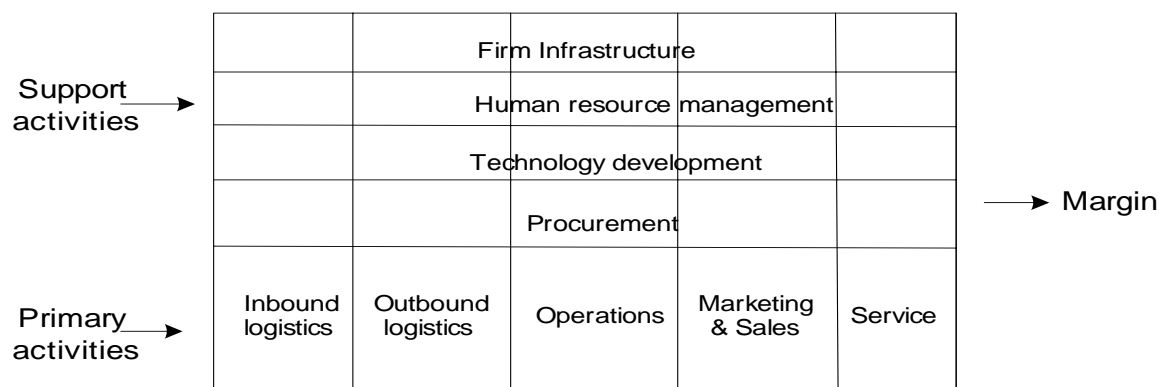 Support
activities
Firm Infrastructure
Human resource management
Technology development
Procurement
Margin
Primary
activities
Inbound
logistics
Outbound
logistics
Operations
Marketing
& Sales
Service